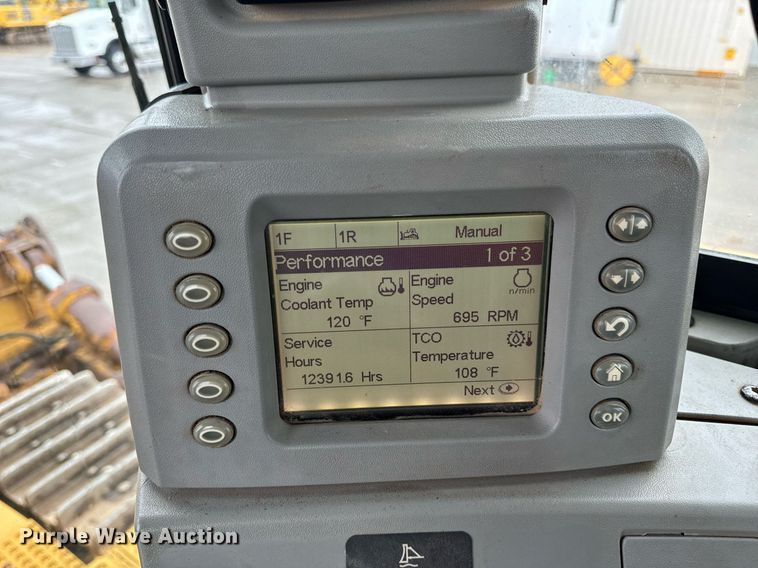 1F 1R Manual
Performance 1 of 3
Engine
Coolant Temp
120 °F
Engine
Speed
n/min
695 RPM
Service
Hours
12391.6 Hrs
TCO
Temperature
108 °F
Next
OK
Purple Wave Auction